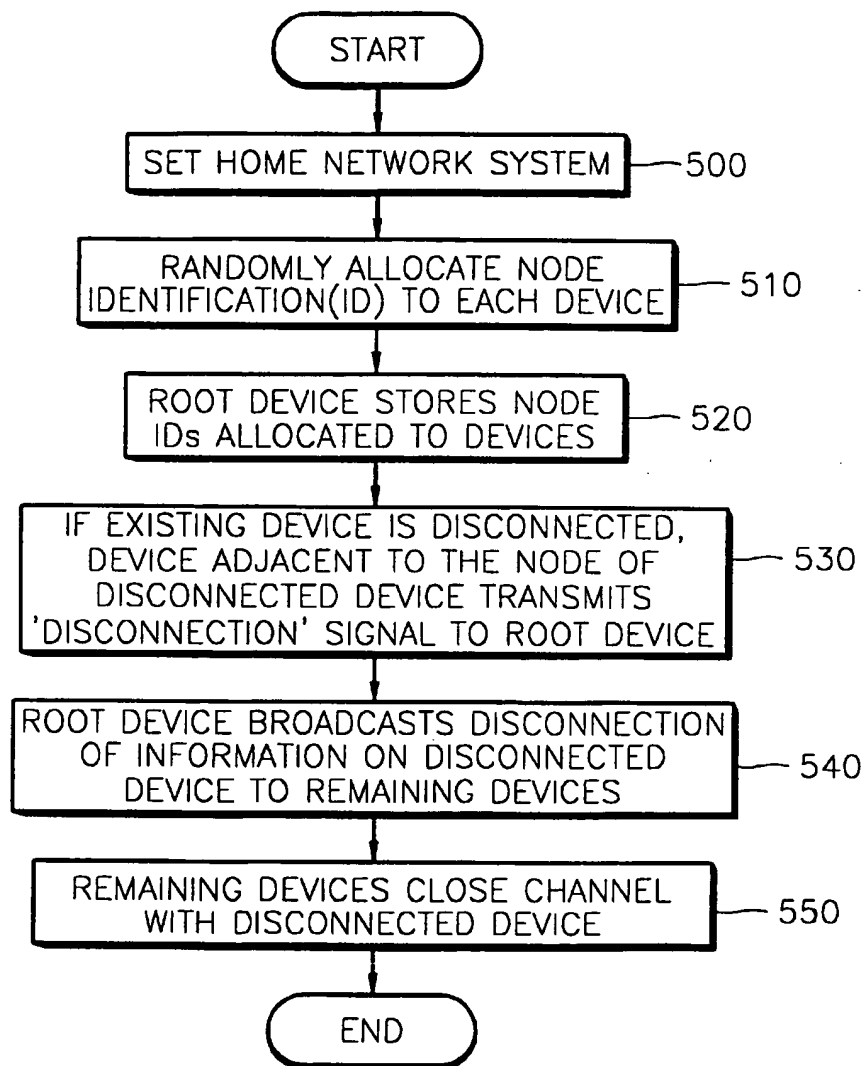 START
SET HOME NETWORK SYSTEM
500
RANDOMLY ALLOCATE NODE
IDENTIFICATION(ID) TO EACH DEVICE
510
ROOT DEVICE STORES NODE
IDs ALLOCATED TO DEVICES
520
IF EXISTING DEVICE IS DISCONNECTED,
DEVICE ADJACENT TO THE NODE OF
DISCONNECTED DEVICE TRANSMITS
'DISCONNECTION' SIGNAL TO ROOT DEVICE
530
ROOT DEVICE BROADCASTS DISCONNECTION
OF INFORMATION ON DISCONNECTED
DEVICE TO REMAINING DEVICES
540
REMAINING DEVICES CLOSE CHANNEL
WITH DISCONNECTED DEVICE
550
END